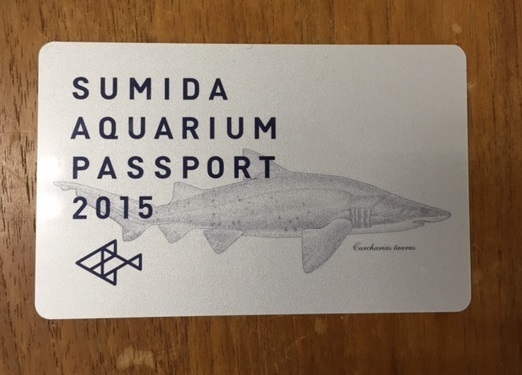 SUMIDA
AQUARIUM
PASSPORT
2015
Carcharias taurus